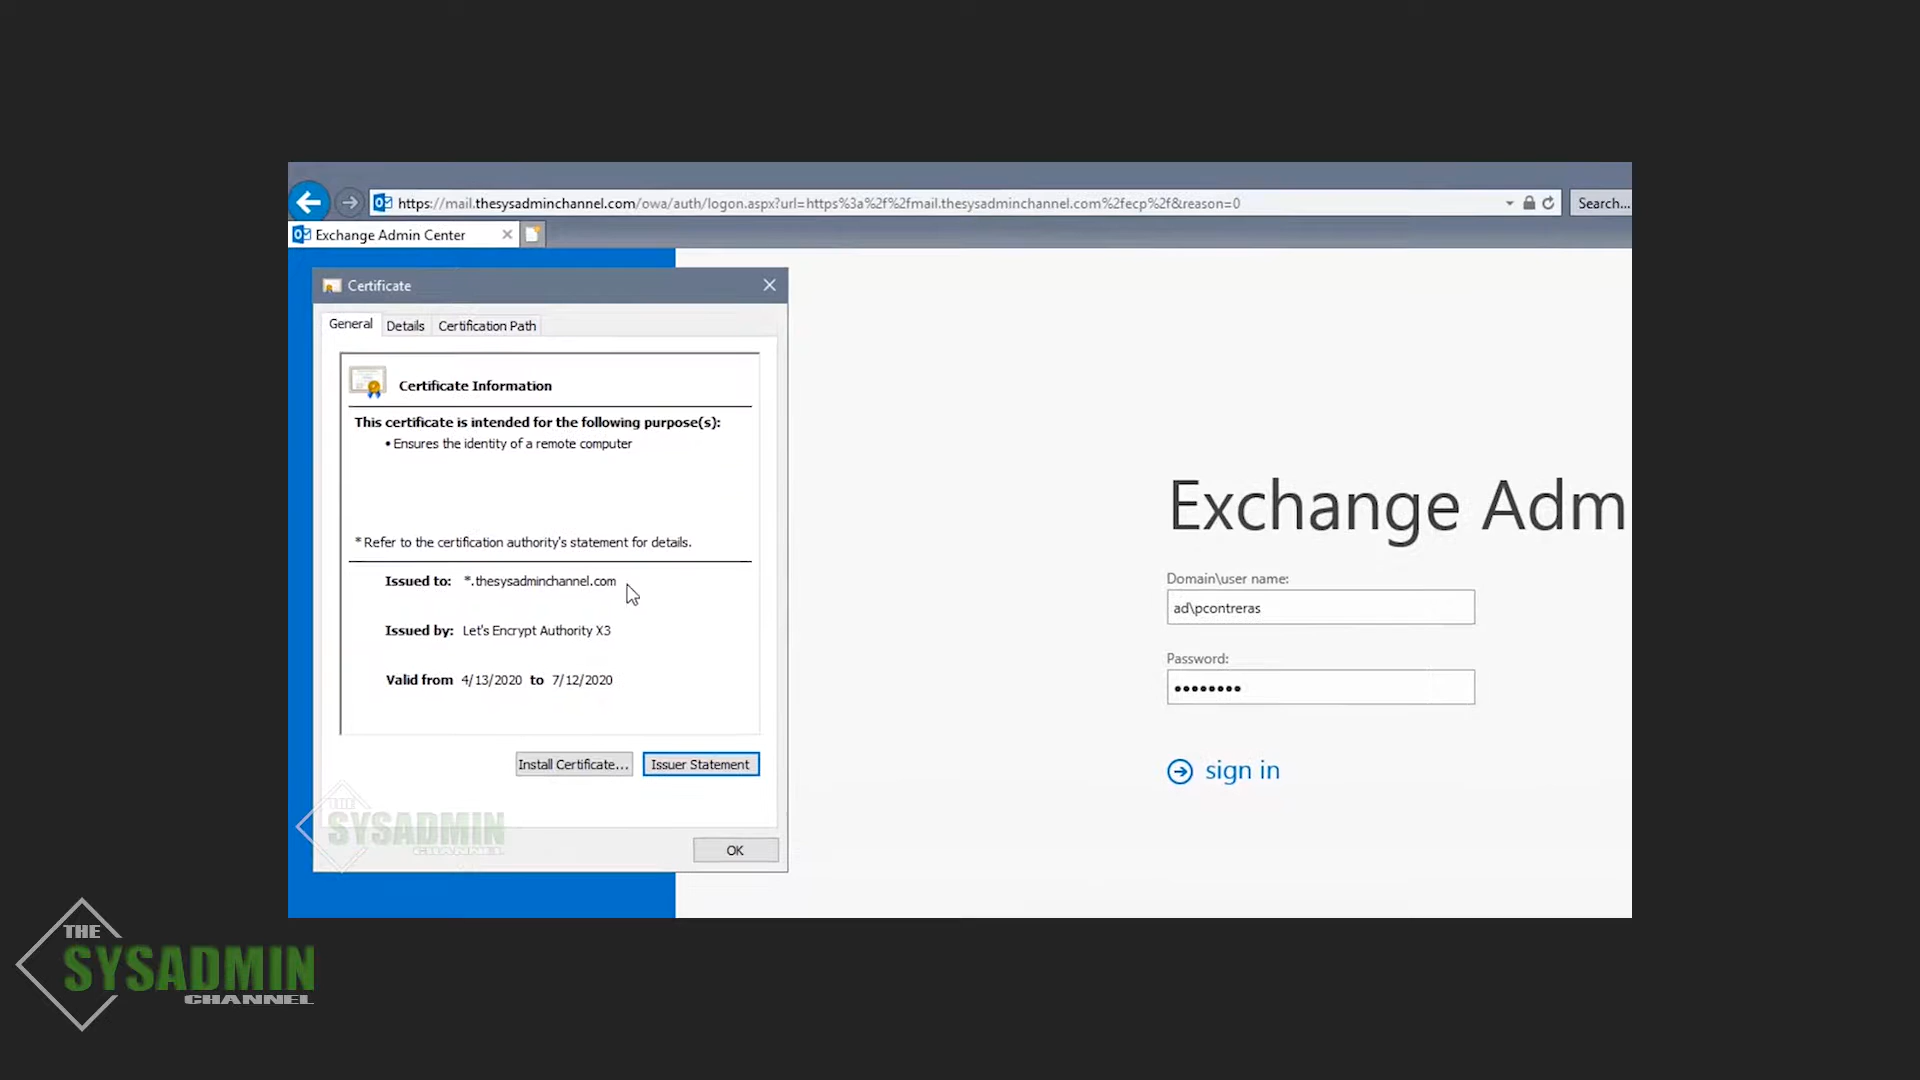 https://mail.thesysadminchannel.com/owa/auth/logon.aspx?url=https%3a%2f%2fmail.thesysadminchannel.com%2fecp%2f&reason=0
Search...
Exchange Admin Center
Certificate
General Details Certification Path
Certificate Information
This certificate is intended for the following purpose(s):
• Ensures the identity of a remote computer
* Refer to the certification authority's statement for details.
Issued to: *.thesysadminchannel.com
Issued by: Let's Encrypt Authority X3
Valid from 4/13/2020 to 7/12/2020
Install Certificate... Issuer Statement
OK
Exchange Adm
Domain\user name:
ad\pcontreras
Password:
••••••••
sign in
THE
SYSADMIN
CHANNEL
THE
SYSADMIN
CHANNEL